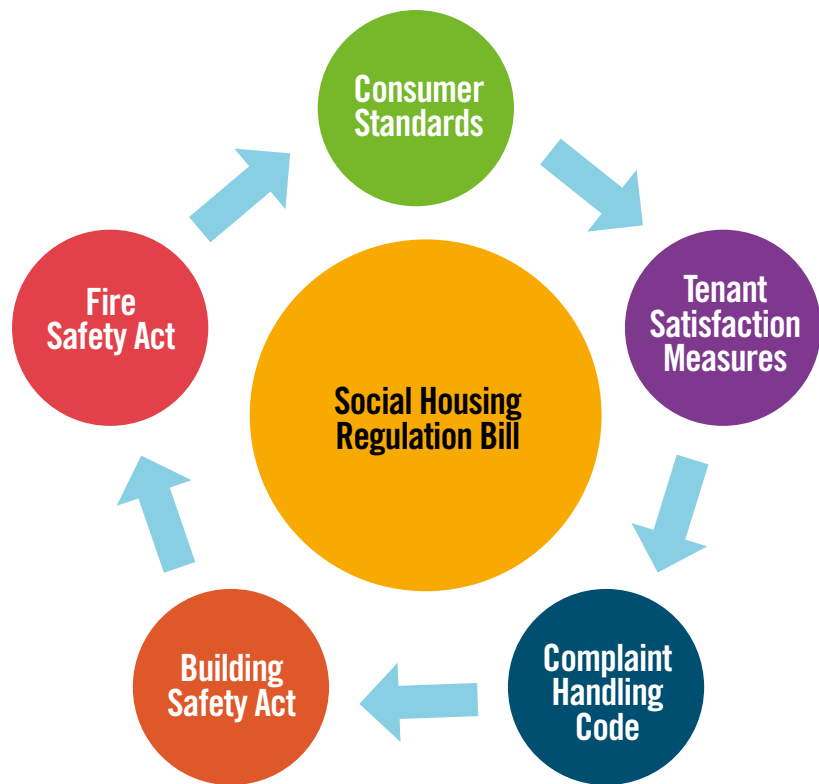 Consumer
Standards
Tenant
Satisfaction
Measures
Complaint
Handling
Code
Building
Safety Act
Fire
Safety Act
Social Housing
Regulation Bill